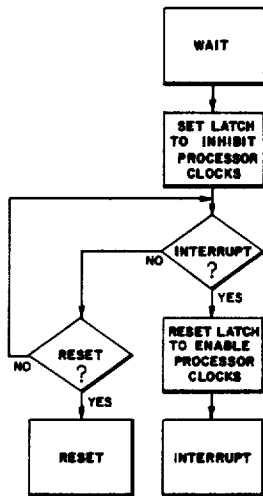 WAIT
SET LATCH
TO INHIBIT
PROCESSOR
CLOCKS
INTERRUPT
?
NO
YES
RESET LATCH
TO ENABLE
PROCESSOR
CLOCKS
RESET
?
NO
YES
RESET
INTERRUPT